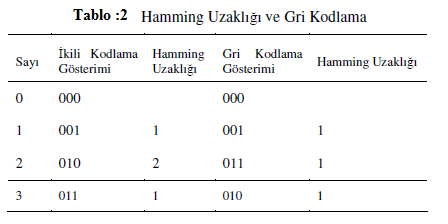 Tablo :2 Hamming Uzaklığı ve Gri Kodlama
Sayı İkili Kodlama Gösterimi Hamming Uzaklığı Gri Kodlama Gösterimi Hamming Uzaklığı
0 000 000
1 001 1 001 1
2 010 2 011 1
3 011 1 010 1